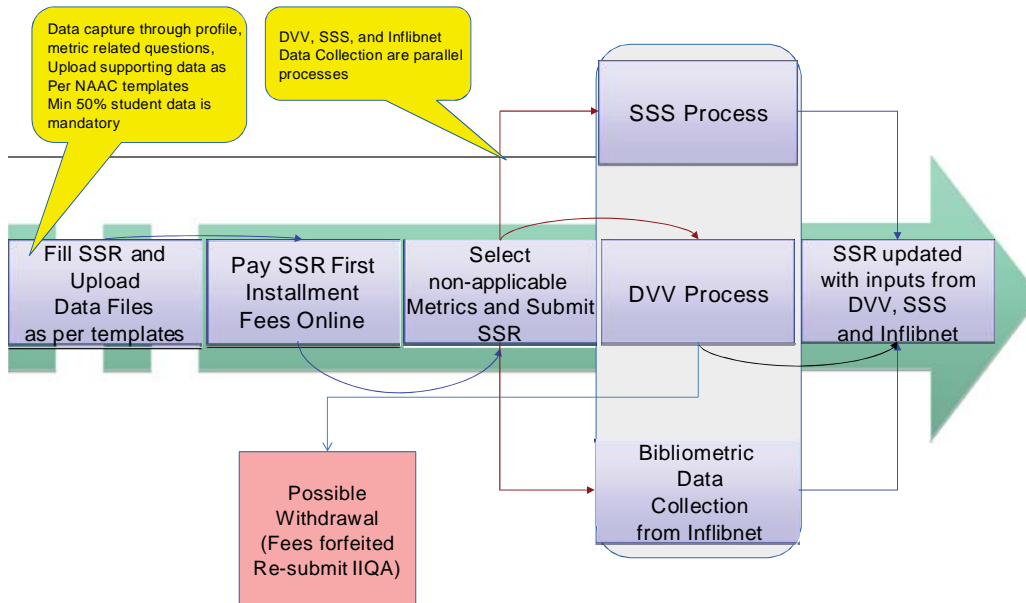 Data capture through profile,
metric related questions,
Upload supporting data as
Per NAAC templates
Min 50% student data is
mandatory
DVV, SSS, and Inflibnet
Data Collection are parallel
processes
SSS Process
Fill SSR and
Upload
Data Files
as per templates
Pay SSR First
Installment
Fees Online
Select
non-applicable
Metrics and Submit
SSR
DVV Process
SSR updated
with inputs from
DVV, SSS
and Inflibnet
Possible
Withdrawal
(Fees forfeited
Re-submit IIQA)
Bibliometric
Data
Collection
from Inflibnet